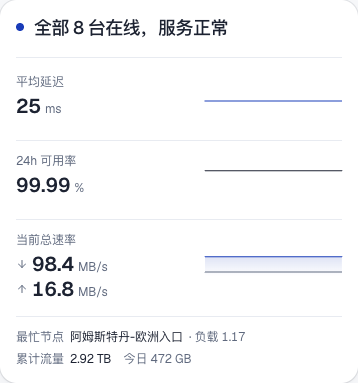 全部 8 台在线，服务正常
平均延迟
25 ms
24h 可用率
99.99 %
当前总速率
↓ 98.4 MB/s
↑ 16.8 MB/s
最忙节点 阿姆斯特丹-欧洲入口 · 负载 1.17
累计流量 2.92 TB 今日 472 GB